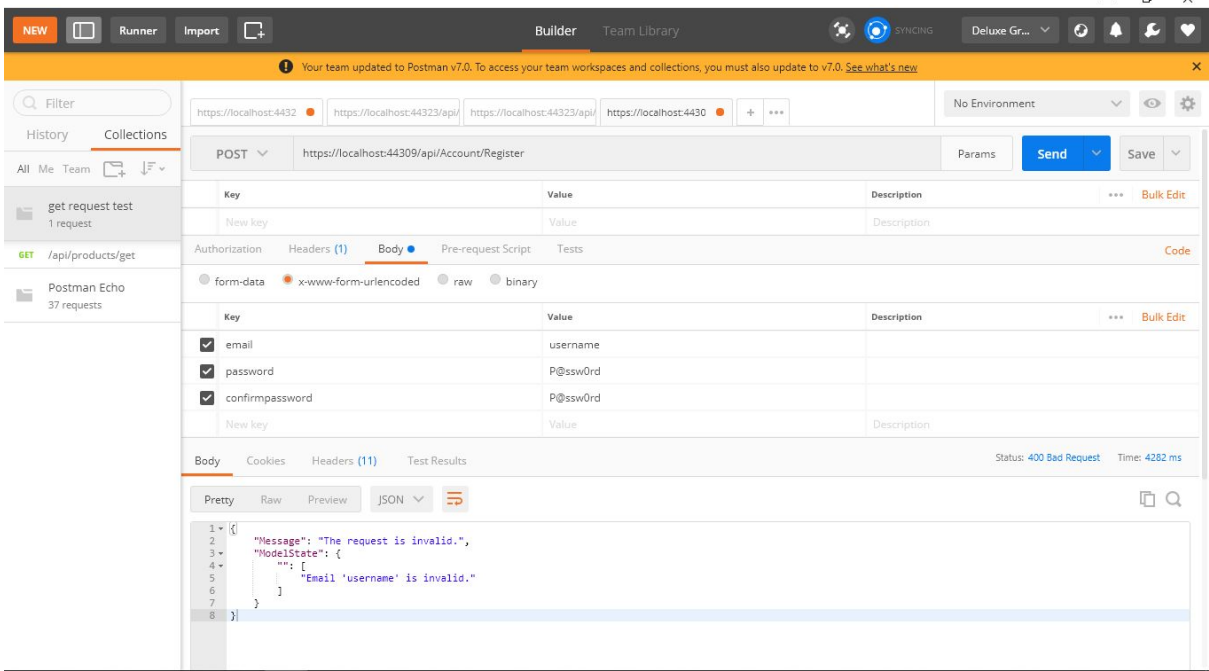 NEW Runner Import Builder Team Library SYNCING Deluxe Gr...
Your team updated to Postman v7.0. To access your team workspaces and collections, you must also update to v7.0. See what's new
Filter
History Collections
All Me Team
get request test
1 request
GET /api/products/get
Postman Echo
37 requests
https://localhost:4432 https://localhost:44323/api/ https://localhost:44323/api/ https://localhost:4430 + •••
No Environment
POST https://localhost:44309/api/Account/Register Params Send Save
Key Value Description ••• Bulk Edit
New key Value Description
Authorization Headers (1) Body Pre-request Script Tests Code
form-data x-www-form-urlencoded raw binary
Key Value Description ••• Bulk Edit
email username
password P@ssw0rd
confirmpassword P@ssw0rd
New key Value Description
Body Cookies Headers (11) Test Results Status: 400 Bad Request Time: 4282 ms
Pretty Raw Preview JSON
1 {
2 "Message": "The request is invalid.",
3 "ModelState": {
4 "": [
5 "Email 'username' is invalid."
6 ]
7 }
8 }